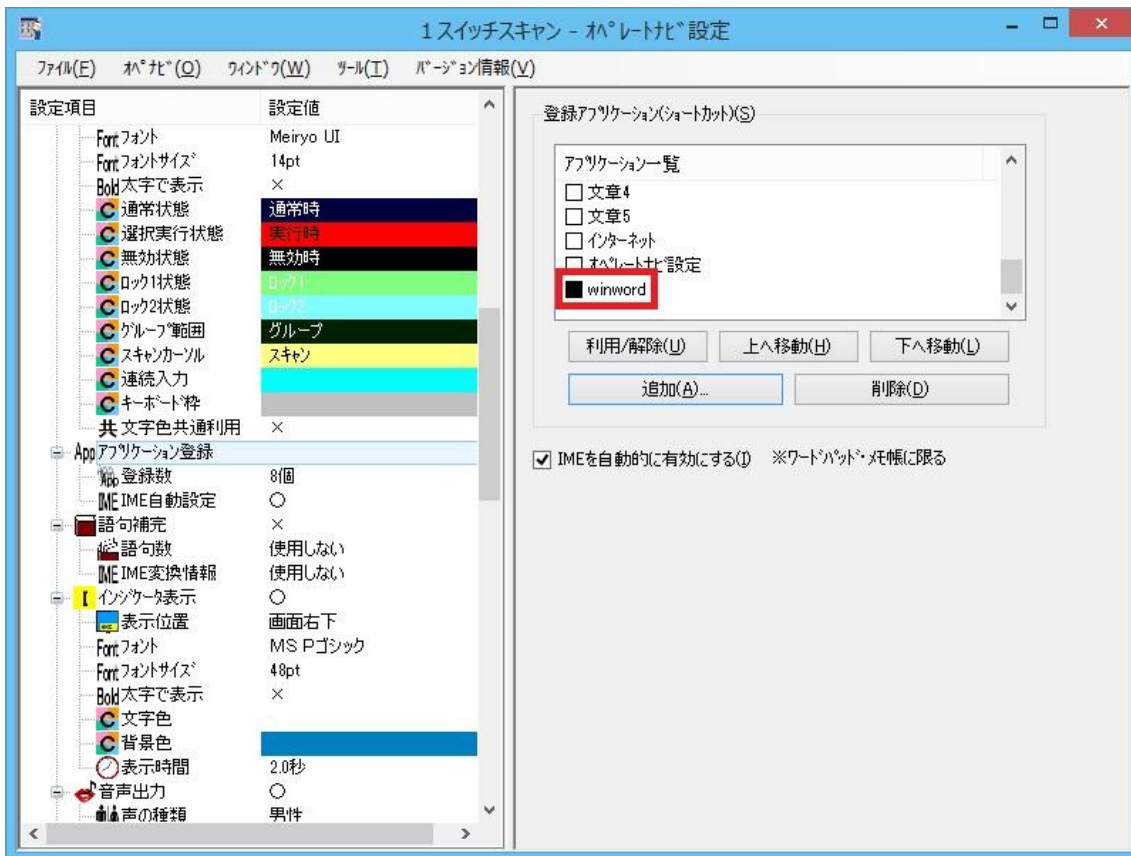 1スイッチスキャン - ｵﾍﾟﾚｰﾄﾅﾋﾞ設定
ﾌｧｲﾙ(F) ｵﾍﾟﾅﾋﾞ(O) ｳｨﾝﾄﾞｳ(W) ﾂｰﾙ(T) ﾊﾞｰｼﾞｮﾝ情報(V)
設定項目 設定値
Font ﾌｫﾝﾄ Meiryo UI
Font ﾌｫﾝﾄｻｲｽﾞ 14pt
Bold 太字で表示 ×
C 通常状態 通常時
C 選択実行状態 実行時
C 無効状態 無効時
C ﾛｯｸ1状態 ﾛｯｸ1
C ﾛｯｸ2状態 ﾛｯｸ2
C ｸﾞﾙｰﾌﾟ範囲 グループ
C ｽｷｬﾝｶｰｿﾙ スキャン
C 連続入力
C ｷｰﾎﾞｰﾄﾞ枠
共 文字色共通利用 ×
App ｱﾌﾟﾘｹｰｼｮﾝ登録
App 登録数 8個
IME IME自動設定 ○
語句補完 ×
語句数 使用しない
IME IME変換情報 使用しない
I ｲﾝｼﾞｹｰﾀ表示 ○
表示位置 画面右下
Font ﾌｫﾝﾄ MS Pゴシック
Font ﾌｫﾝﾄｻｲｽﾞ 48pt
Bold 太字で表示 ×
C 文字色
C 背景色
表示時間 2.0秒
音声出力 ○
声の種類 男性
登録ｱﾌﾟﾘｹｰｼｮﾝ(ｼｮｰﾄｶｯﾄ)(S)
ｱﾌﾟﾘｹｰｼｮﾝ一覧
文章4
文章5
ｲﾝﾀｰﾈｯﾄ
ｵﾍﾟﾚｰﾄﾅﾋﾞ設定
winword
利用/解除(U) 上へ移動(H) 下へ移動(L)
追加(A)... 削除(D)
IMEを自動的に有効にする(I) ※ﾜｰﾄﾞﾊﾟｯﾄﾞ・ﾒﾓ帳に限る